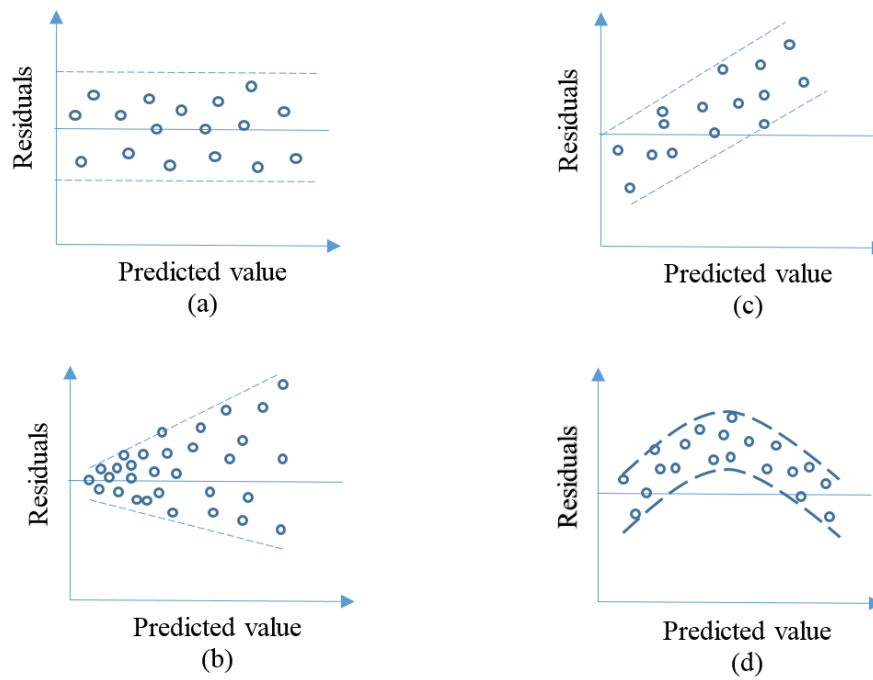 Residuals
Predicted value
(a)
Residuals
Predicted value
(c)
Residuals
Predicted value
(b)
Residuals
Predicted value
(d)